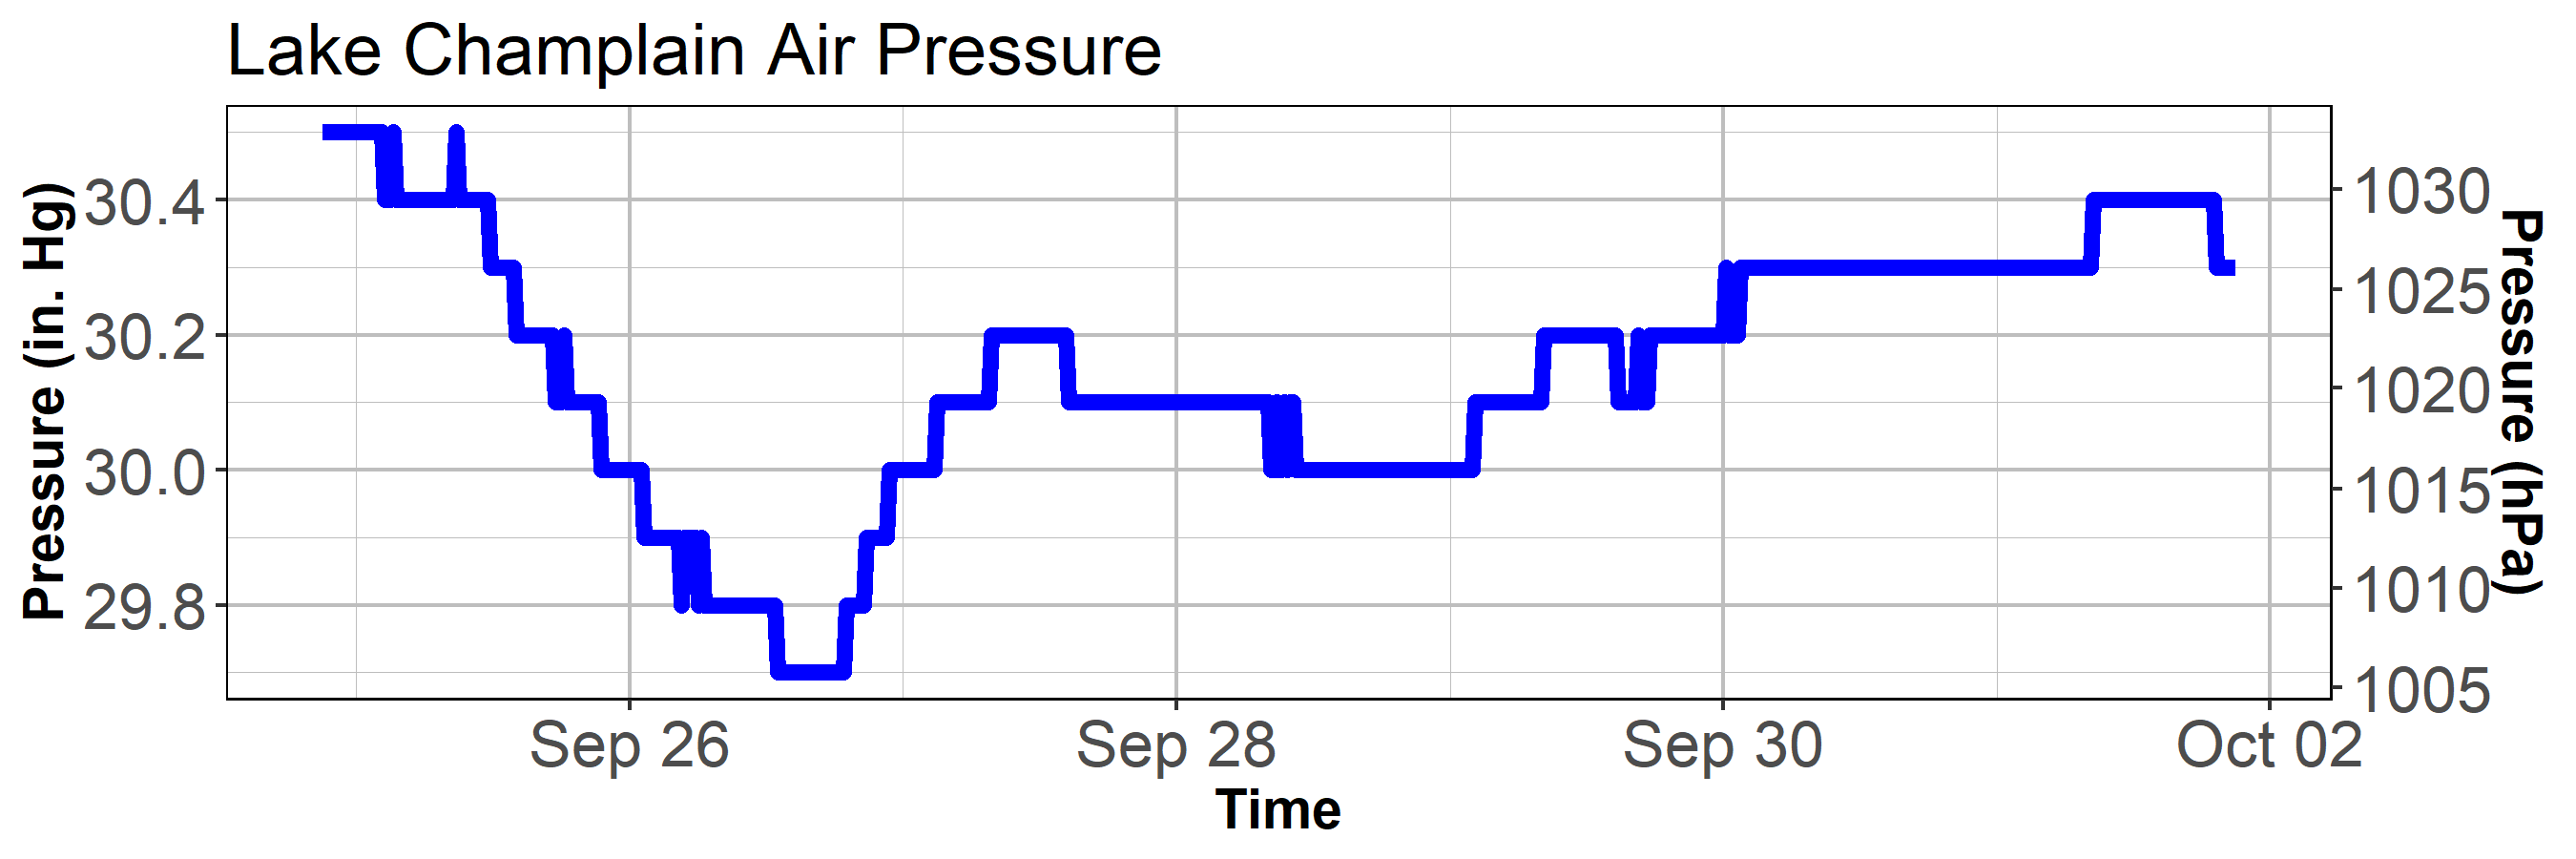 Lake Champlain Air Pressure
Pressure (in. Hg)
30.4
30.2
30.0
29.8
1030
1025
1020
1015
1010
1005
Pressure (hPa)
Sep 26
Sep 28
Sep 30
Oct 02
Time